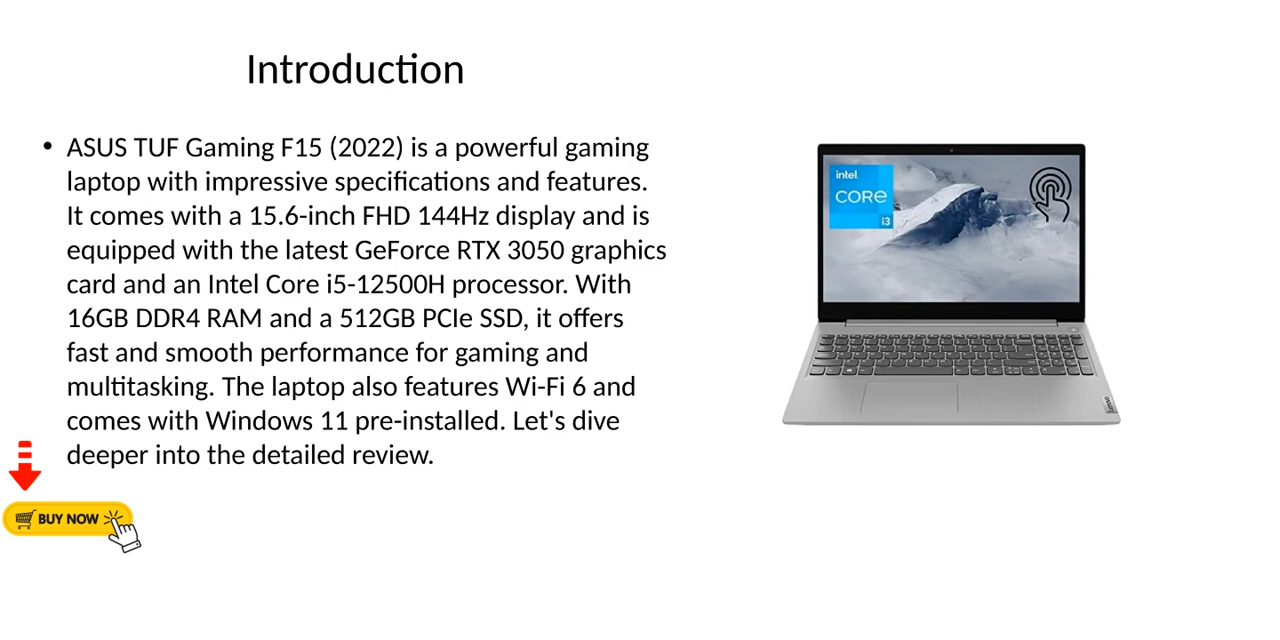 Introduction
• ASUS TUF Gaming F15 (2022) is a powerful gaming
laptop with impressive specifications and features.
It comes with a 15.6-inch FHD 144Hz display and is
equipped with the latest GeForce RTX 3050 graphics
card and an Intel Core i5-12500H processor. With
16GB DDR4 RAM and a 512GB PCIe SSD, it offers
fast and smooth performance for gaming and
multitasking. The laptop also features Wi-Fi 6 and
comes with Windows 11 pre-installed. Let's dive
deeper into the detailed review.
BUY NOW
intel.
CORE
i3
Lenovo